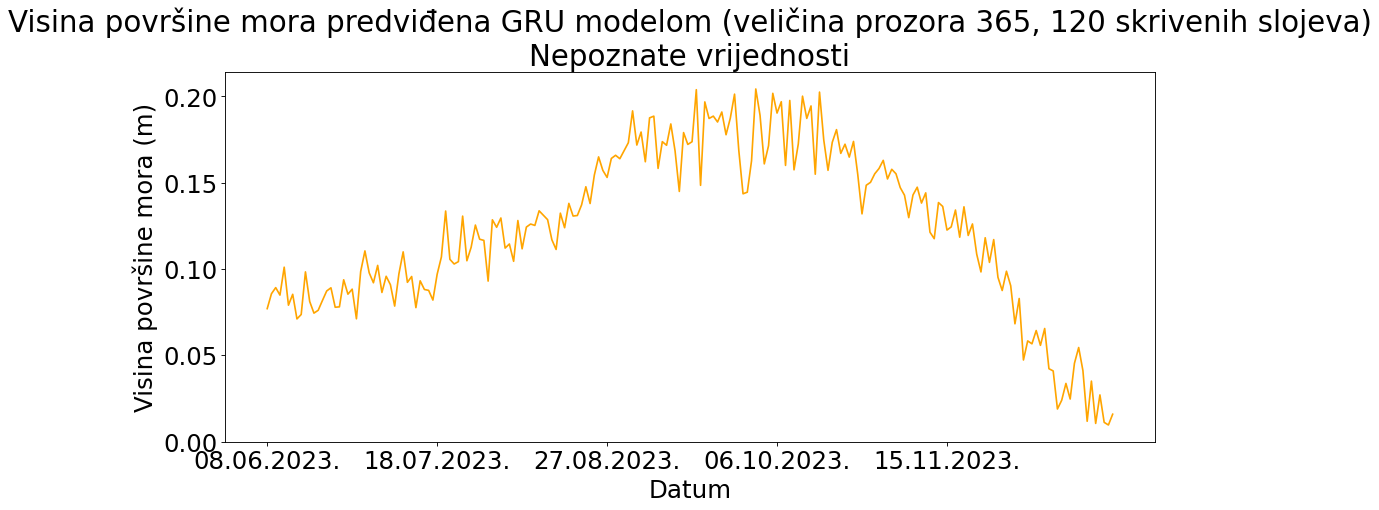 Visina površine mora predviđena GRU modelom (veličina prozora 365, 120 skrivenih slojeva)
Nepoznate vrijednosti
Visina površine mora (m)
0.20
0.15
0.10
0.05
0.00
08.06.2023. 18.07.2023. 27.08.2023. 06.10.2023. 15.11.2023.
Datum